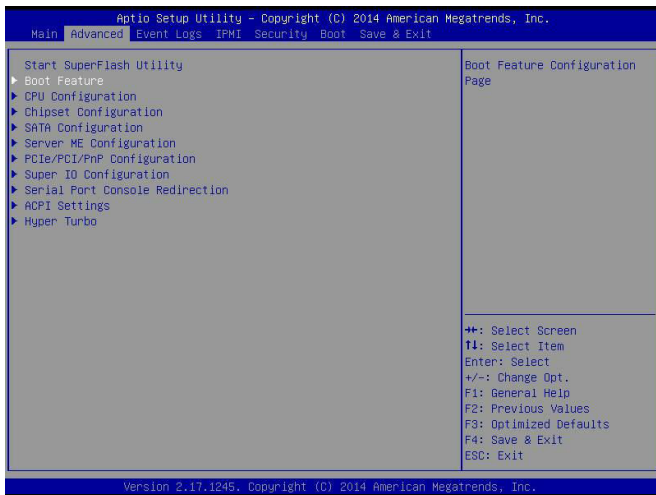 Aptio Setup Utility – Copyright (C) 2014 American Megatrends, Inc.
Main Advanced Event Logs IPMI Security Boot Save & Exit
Start SuperFlash Utility
▶ Boot Feature
▶ CPU Configuration
▶ Chipset Configuration
▶ SATA Configuration
▶ Server ME Configuration
▶ PCIe/PCI/PnP Configuration
▶ Super IO Configuration
▶ Serial Port Console Redirection
▶ ACPI Settings
▶ Hyper Turbo
Boot Feature Configuration
Page
→←: Select Screen
↑↓: Select Item
Enter: Select
+/-: Change Opt.
F1: General Help
F2: Previous Values
F3: Optimized Defaults
F4: Save & Exit
ESC: Exit
Version 2.17.1245. Copyright (C) 2014 American Megatrends, Inc.